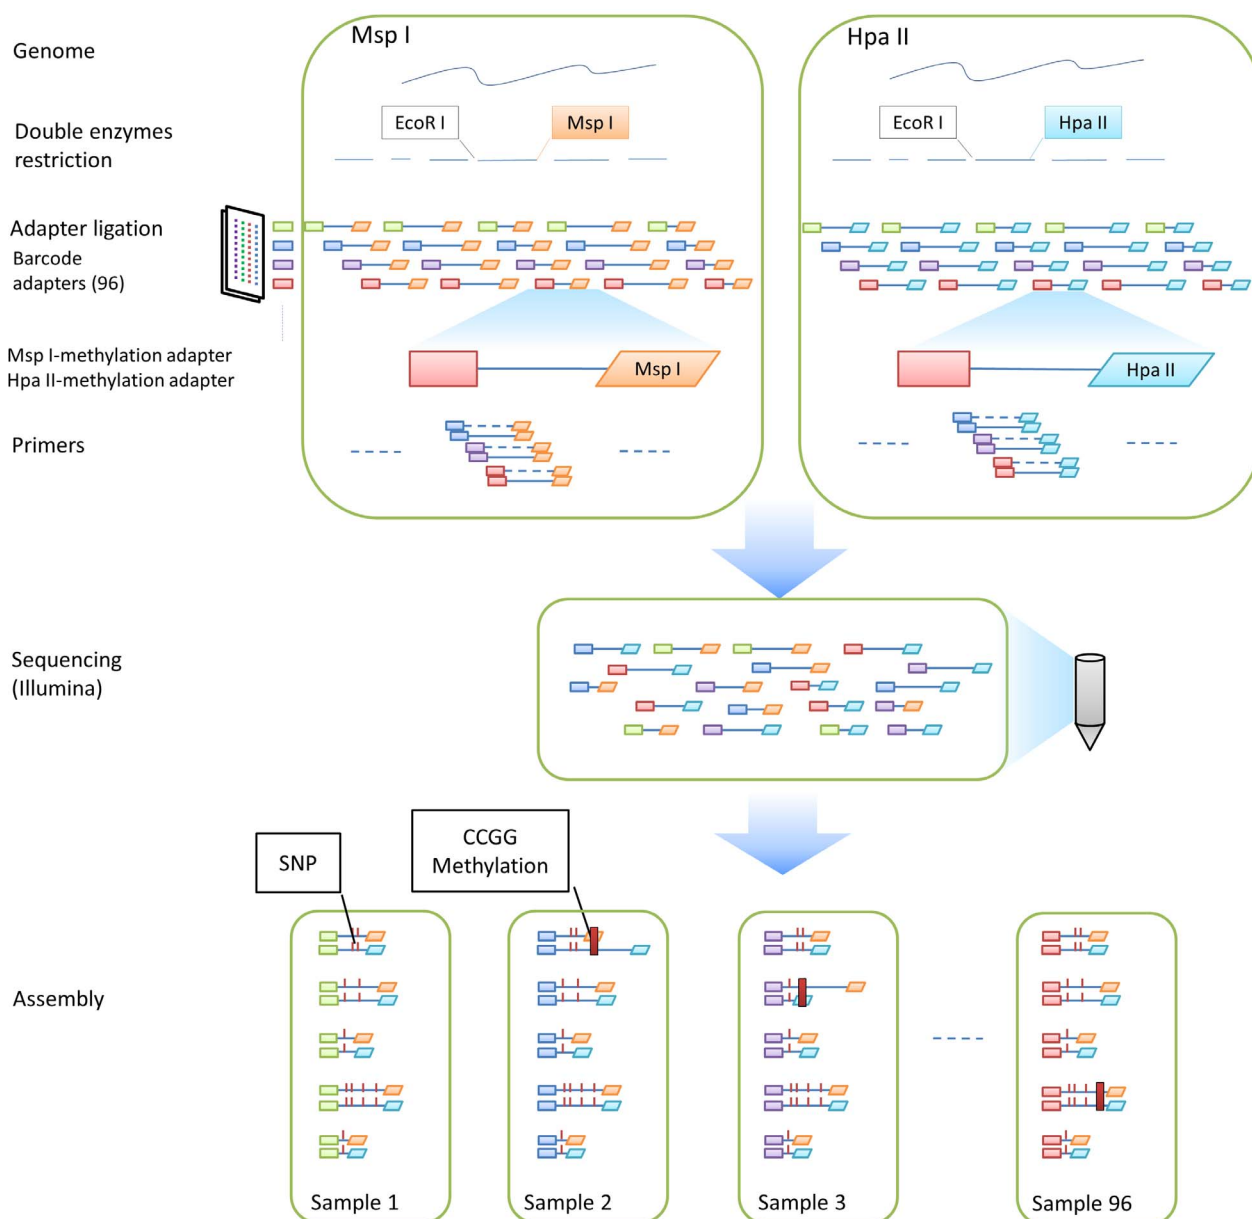 Msp I
Hpa II
Genome
Double enzymes
restriction
EcoR I
Msp I
EcoR I
Hpa II
Adapter ligation
Barcode
adapters (96)
Msp I-methylation adapter
Hpa II-methylation adapter
Msp I
Hpa II
Primers
Sequencing
(Illumina)
SNP
CCGG
Methylation
Assembly
Sample 1
Sample 2
Sample 3
Sample 96